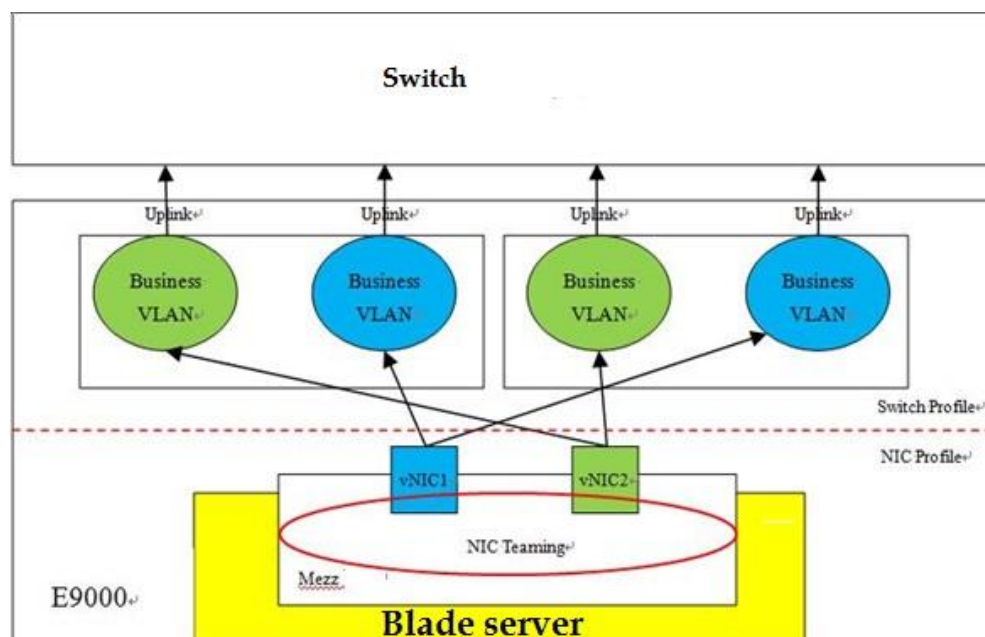 Switch
Uplink↵ Uplink↵ Uplink↵ Uplink↵
Business Business Business Business
VLAN↵ VLAN↵ VLAN↵ VLAN↵
Switch Profile↵
NIC Profile↵
vNIC1 vNIC2↵
NIC Teaming↵
Mezz
E9000↵
Blade server